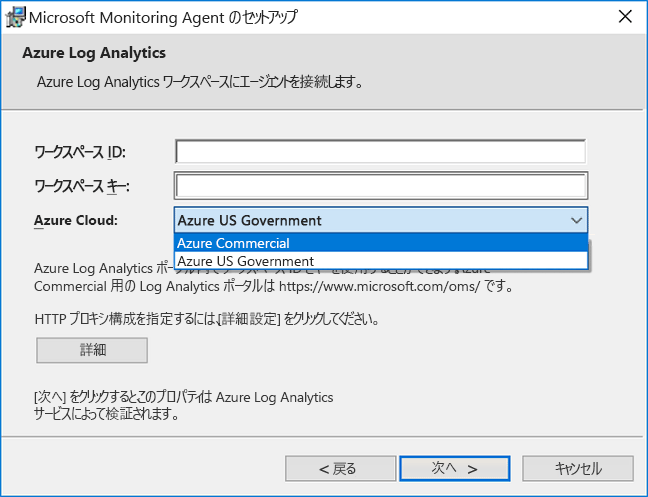 Microsoft Monitoring Agent のセットアップ
Azure Log Analytics
Azure Log Analytics ワークスペースにエージェントを接続します。
ワークスペース ID:
ワークスペース キー:
Azure Cloud:
Azure US Government
Azure Commercial
Azure US Government
Azure Log Analytics ポータル
Commercial 用の Log Analytics ポータルは https://www.microsoft.com/oms/ です。
HTTP プロキシ構成を指定するには、[詳細設定] をクリックしてください。
詳細
[次へ] をクリックするとこのプロパティは Azure Log Analytics
サービスによって検証されます。
< 戻る
次へ >
キャンセル